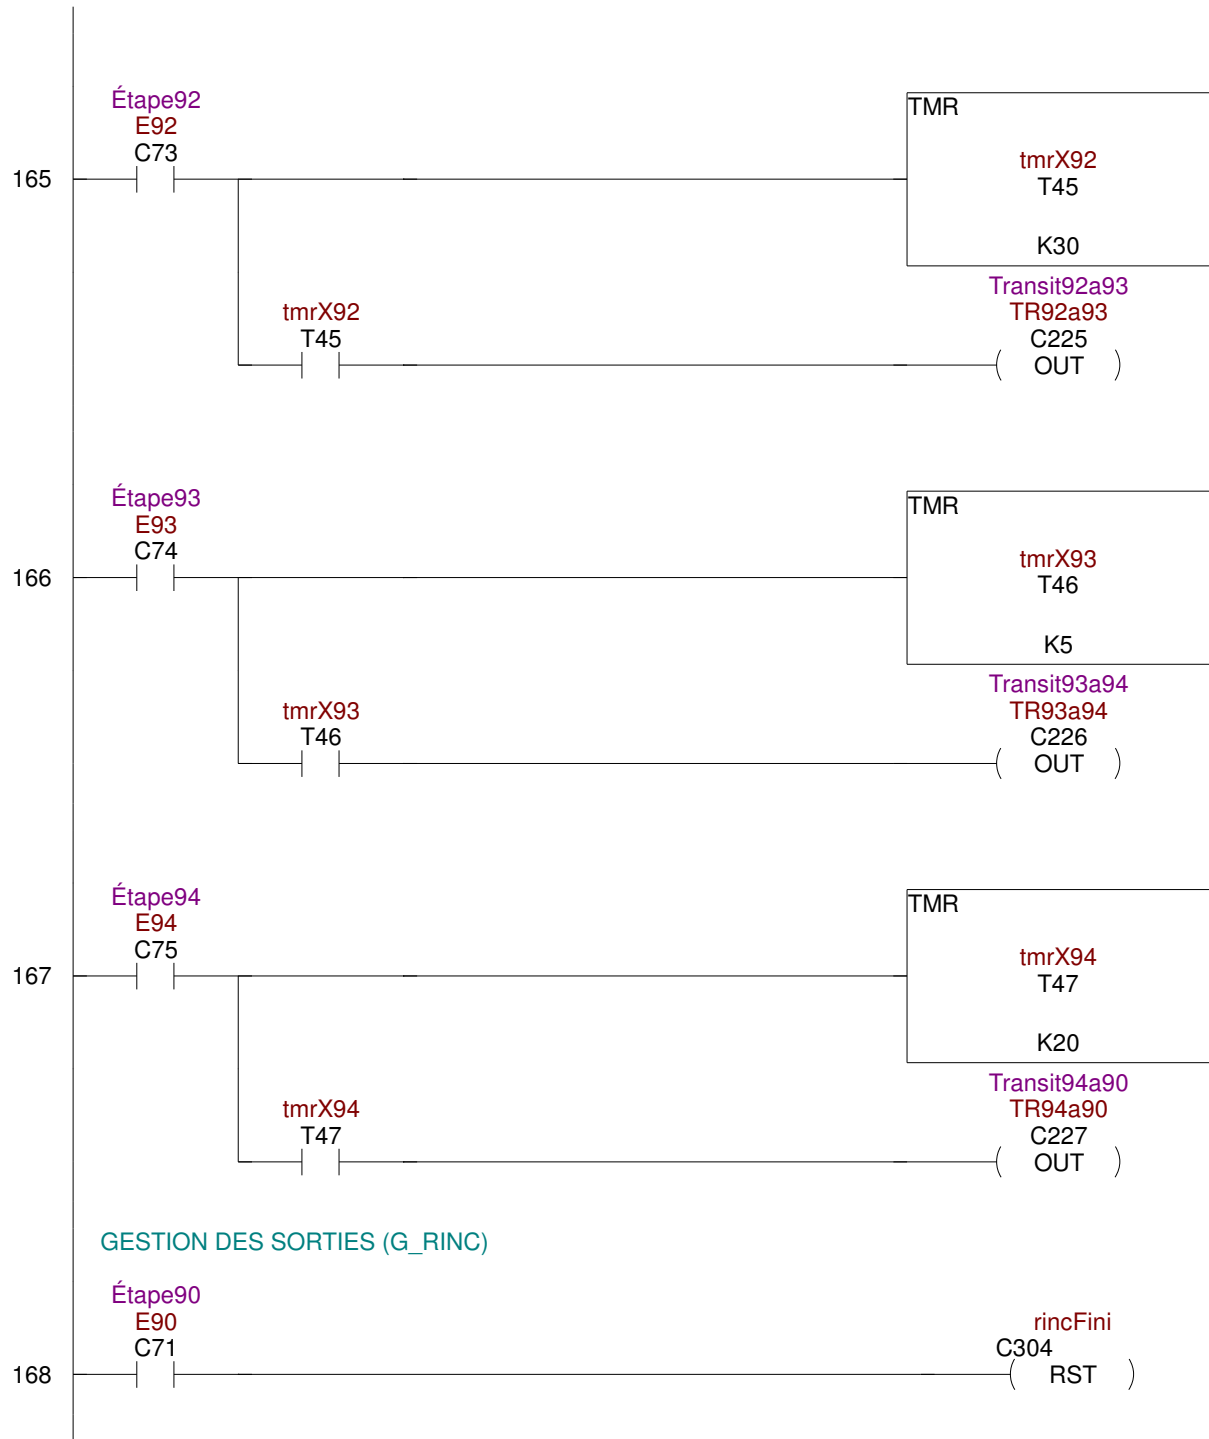 Étape92
E92
C73
165
TMR
tmrX92
T45
K30
tmrX92
T45
Transit92a93
TR92a93
C225
OUT
Étape93
E93
C74
166
TMR
tmrX93
T46
K5
tmrX93
T46
Transit93a94
TR93a94
C226
OUT
Étape94
E94
C75
167
TMR
tmrX94
T47
K20
tmrX94
T47
Transit94a90
TR94a90
C227
OUT
GESTION DES SORTIES (G_RINC)
Étape90
E90
C71
168
rincFini
C304
RST